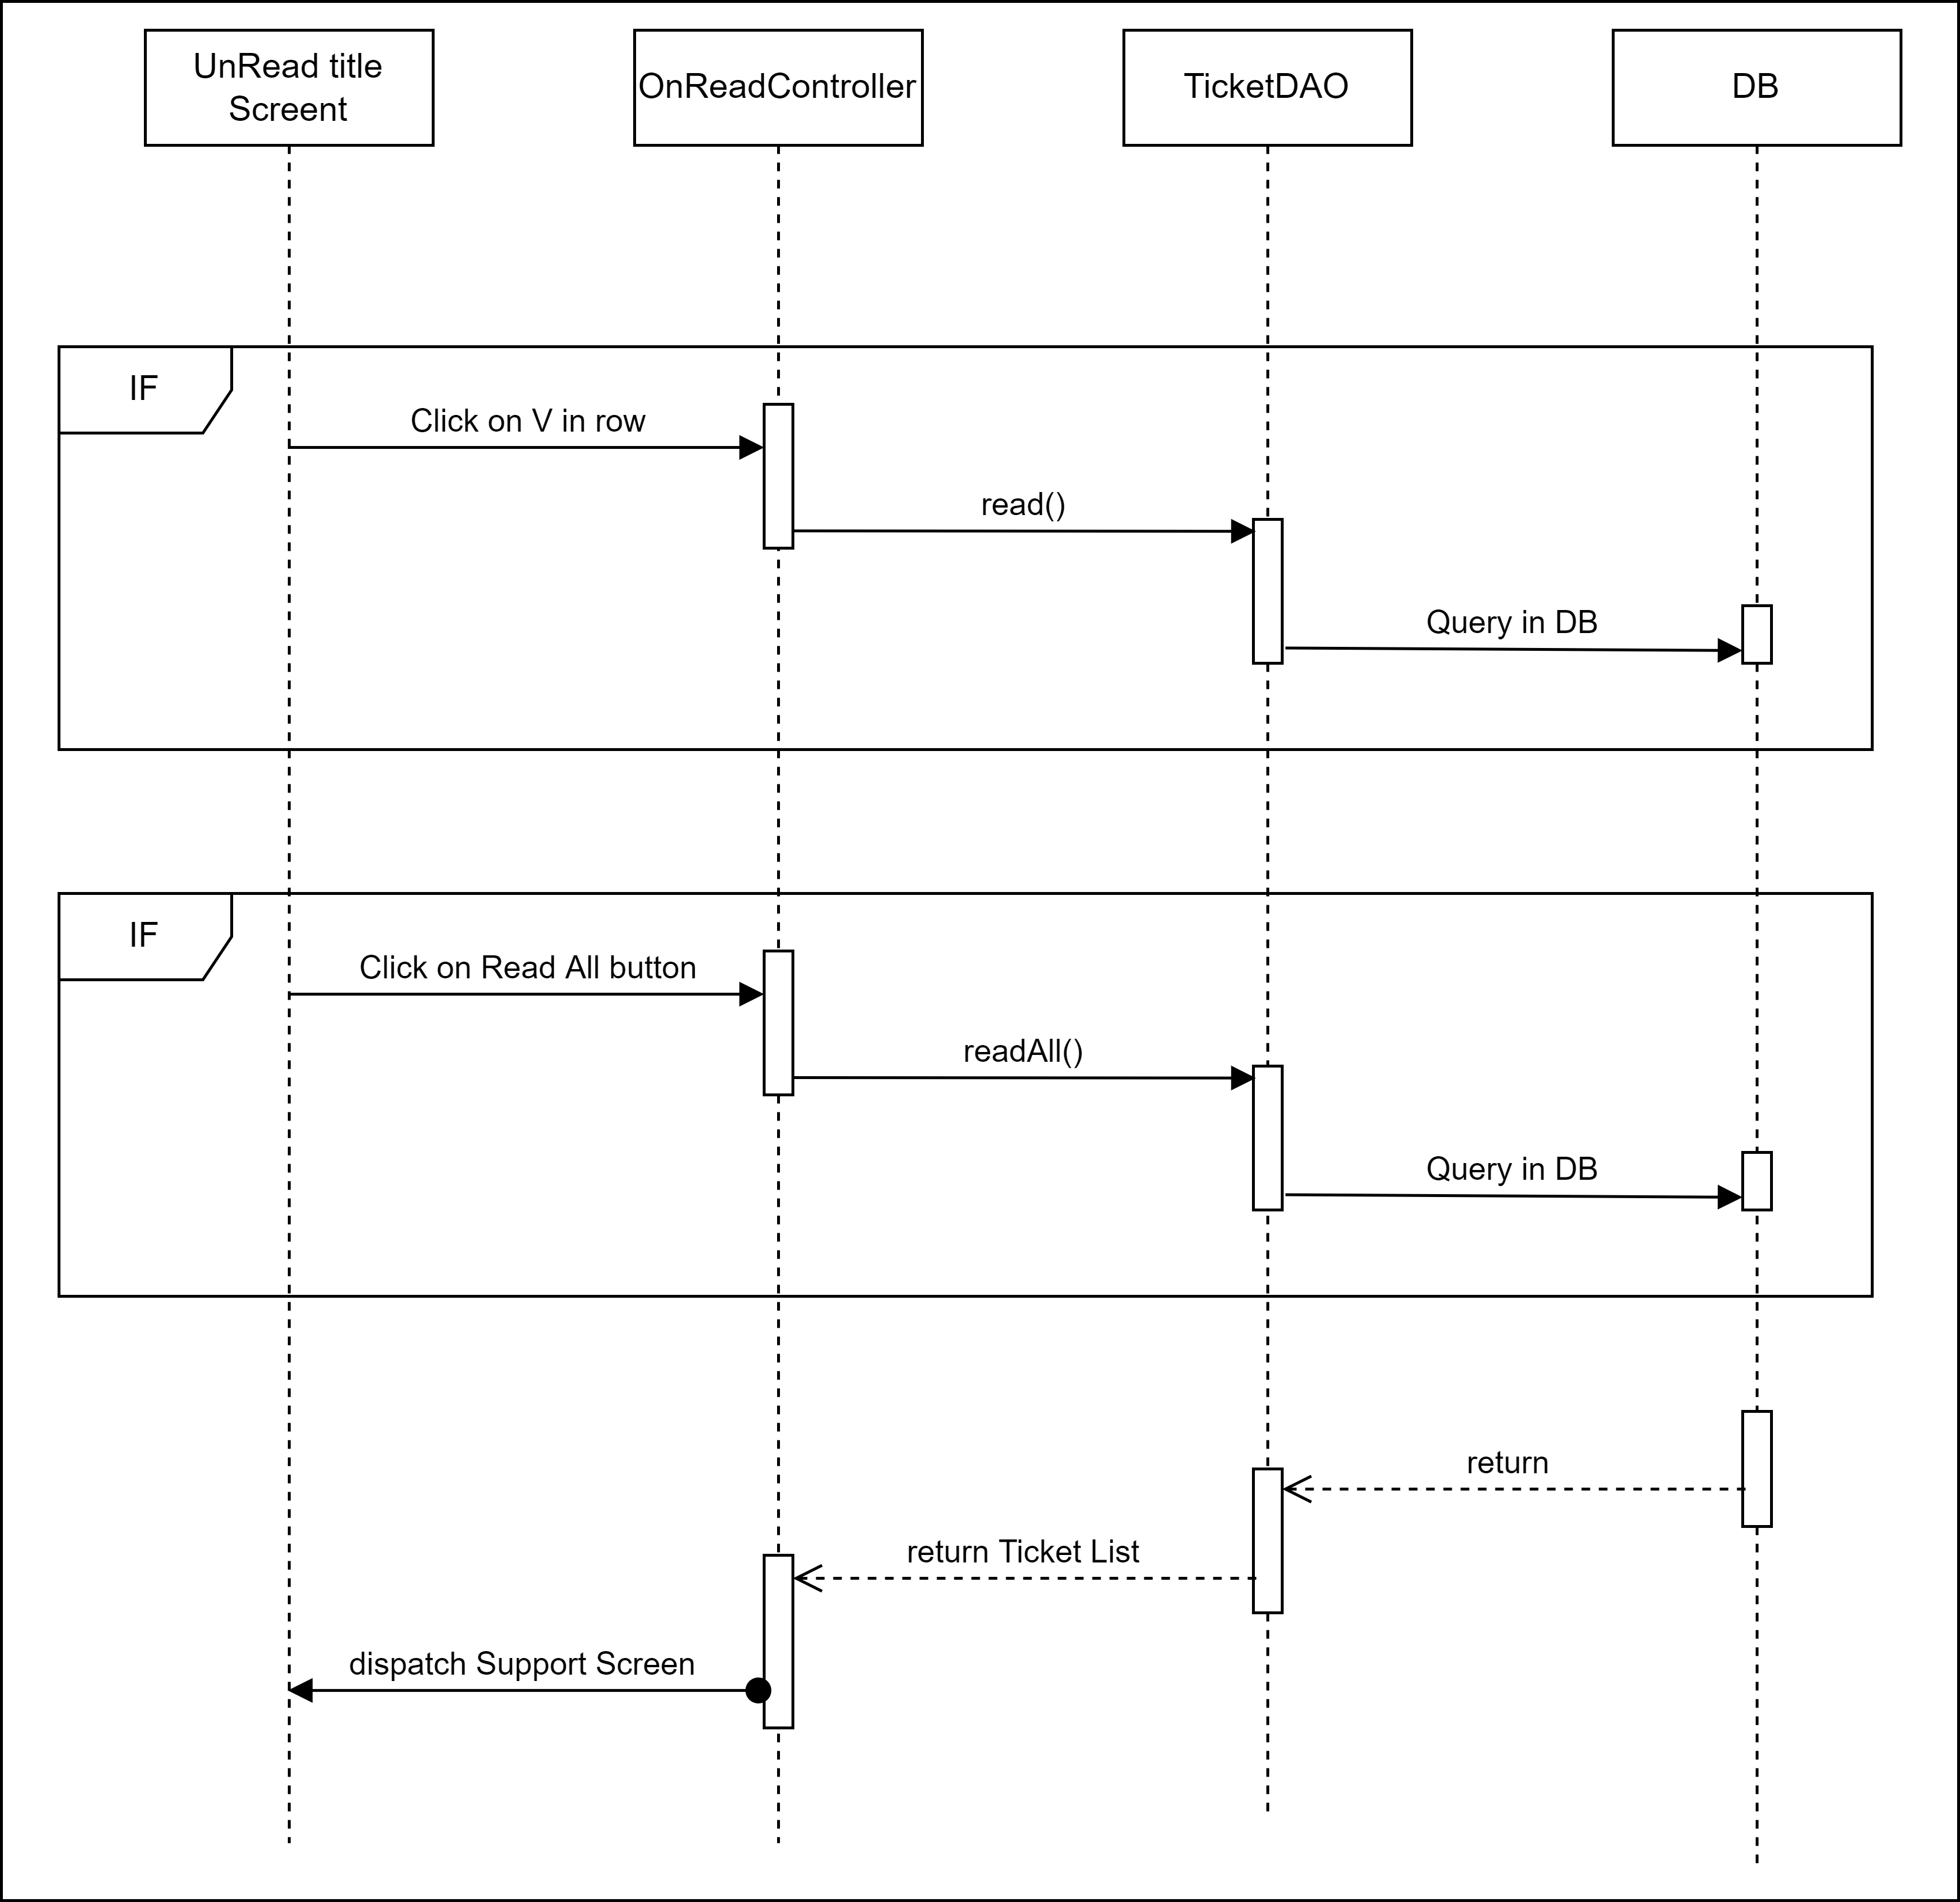 UnRead title
Screent
OnReadController
TicketDAO
DB
IF
Click on V in row
read()
Query in DB
IF
Click on Read All button
readAll()
Query in DB
return
return Ticket List
dispatch Support Screen